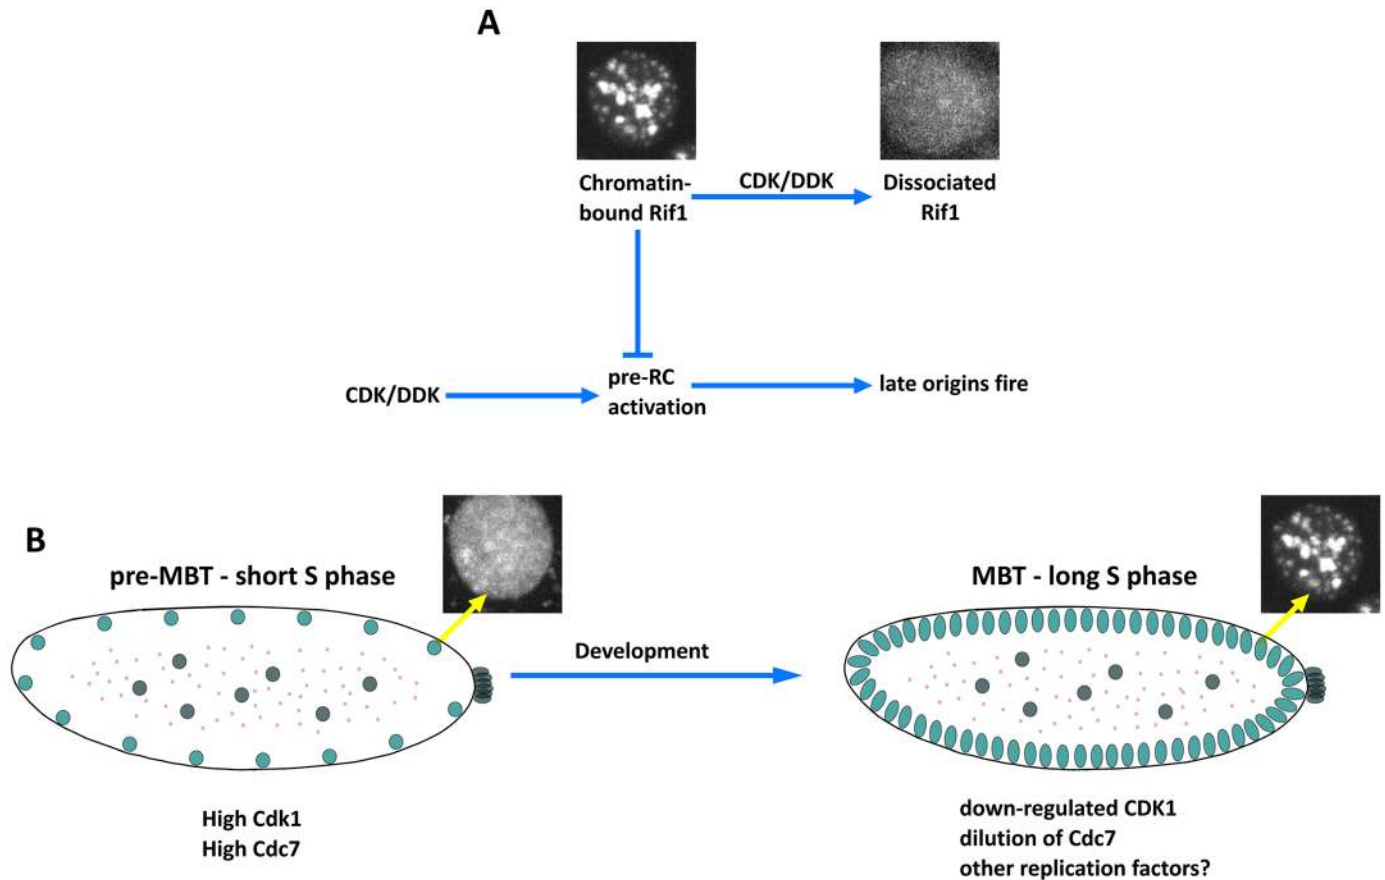 A
Chromatin-
bound Rif1
CDK/DDK
Dissociated
Rif1
CDK/DDK
pre-RC
activation
late origins fire
B
pre-MBT - short S phase
Development
MBT - long S phase
High Cdk1
High Cdc7
down-regulated CDK1
dilution of Cdc7
other replication factors?